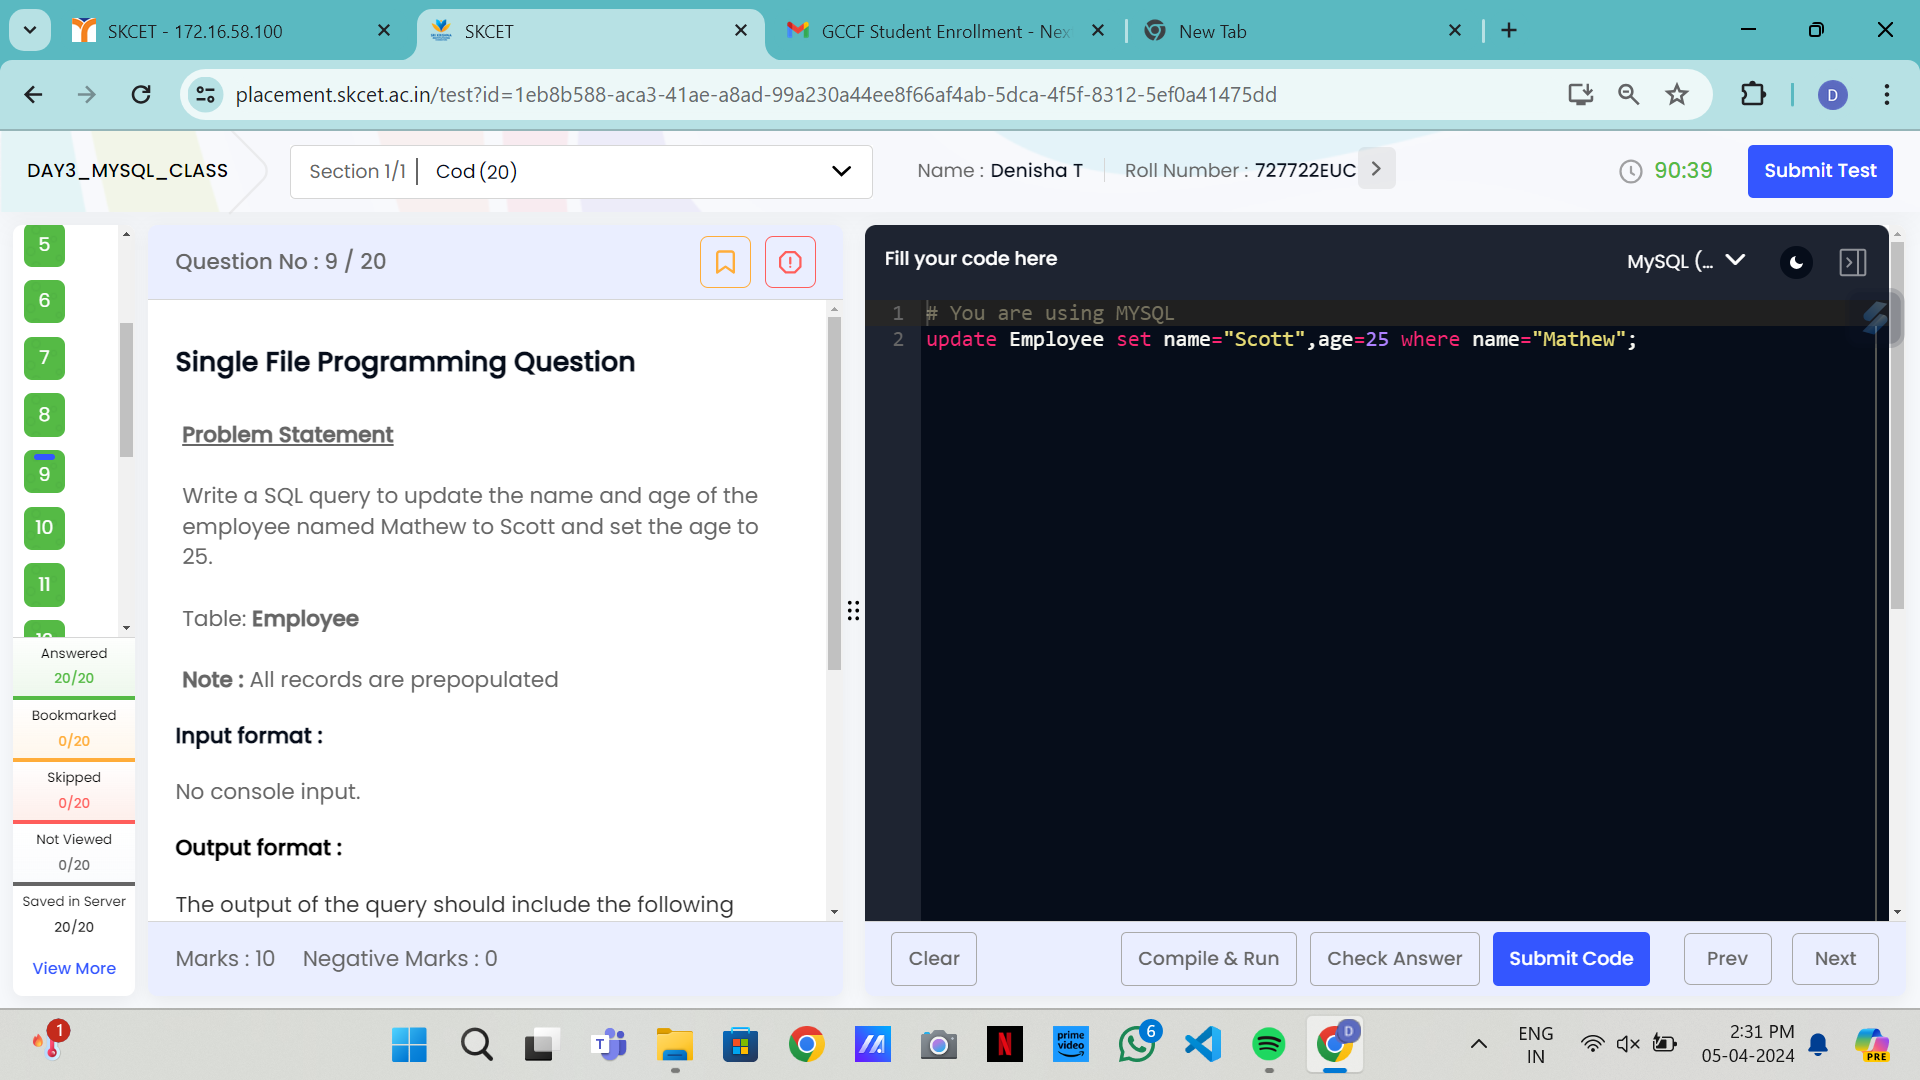 SKCET - 172.16.58.100
SKCET
GCCF Student Enrollment - Nex
New Tab
placement.skcet.ac.in/test?id=1eb8b588-aca3-41ae-a8ad-99a230a44ee8f66af4ab-5dca-4f5f-8312-5ef0a41475dd
D
DAY3_MYSQL_CLASS
Section 1/1 | Cod (20)
Name : Denisha T
Roll Number : 727722EUC
90:39
Submit Test
5
6
7
8
9
10
11
Answered
20/20
Bookmarked
0/20
Skipped
0/20
Not Viewed
0/20
Saved in Server
20/20
View More
Question No : 9 / 20
Single File Programming Question
Problem Statement
Write a SQL query to update the name and age of the
employee named Mathew to Scott and set the age to
25.
Table: Employee
Note : All records are prepopulated
Input format :
No console input.
Output format :
The output of the query should include the following
Marks : 10 Negative Marks : 0
Fill your code here
MySQL (...
1 # You are using MYSQL
2 update Employee set name="Scott",age=25 where name="Mathew";
Clear
Compile & Run
Check Answer
Submit Code
Prev
Next
1
T
N
prime
video
6
D
ENG
IN
2:31 PM
05-04-2024
PRE